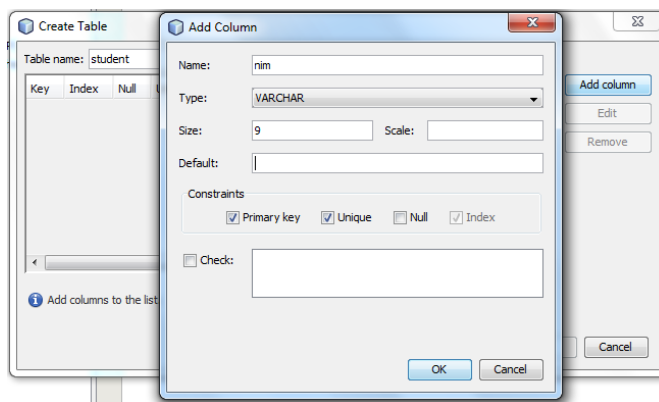 Create Table
Table name: student
Key Index Null
Add column
Edit
Remove
Add columns to the list
Cancel
Add Column
Name: nim
Type: VARCHAR
Size: 9 Scale:
Default:
Constraints
Primary key Unique Null Index
Check:
OK Cancel